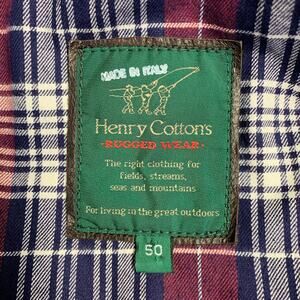 MADE IN ITALY
Henry Cotton's
-RUGGED WEAR-
The right clothing for
fields, streams,
seas and mountains
For living in the great outdoors
50